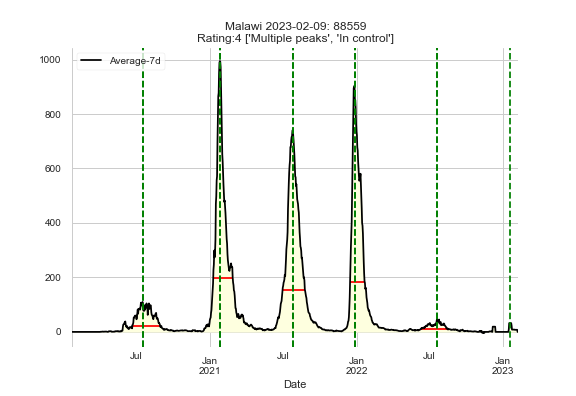 Malawi 2023-02-09: 88559
Rating:4 ['Multiple peaks', 'In control']
Average-7d
1000
800
600
400
200
0
Jul
Jan
2021
Jul
Jan
2022
Jul
Jan
2023
Date